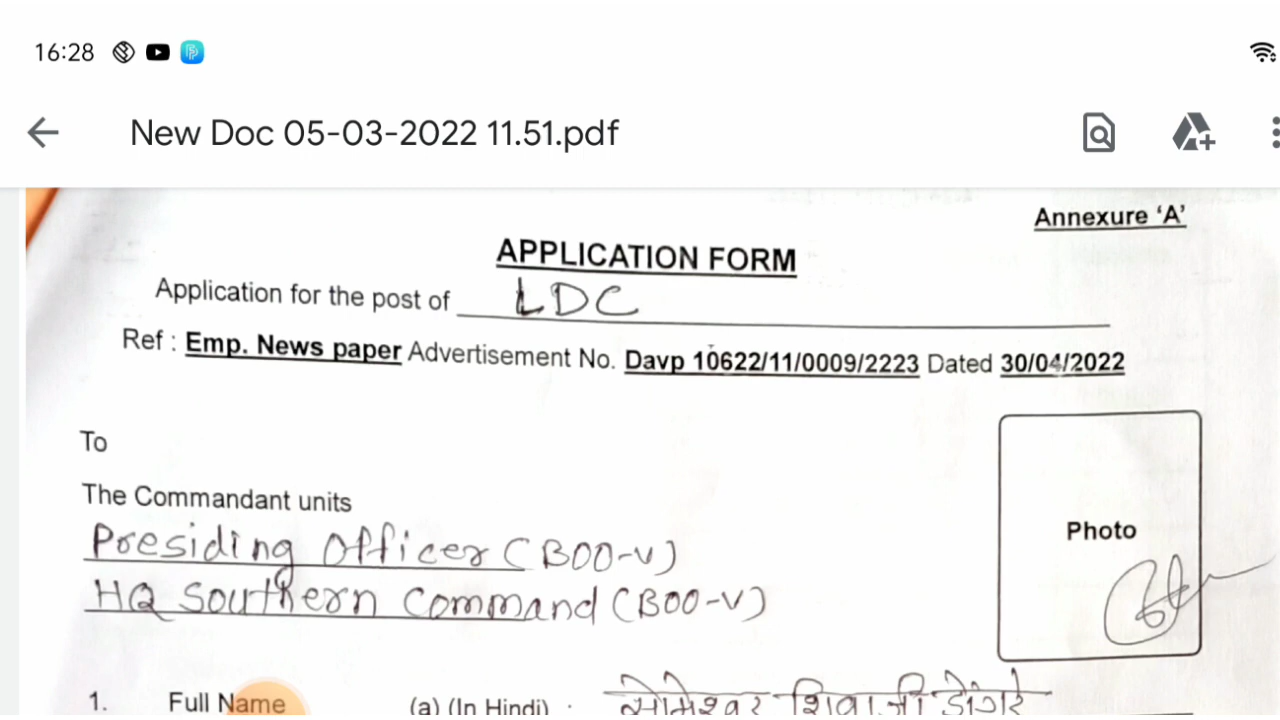 16:28
New Doc 05-03-2022 11.51.pdf
Annexure 'A'
APPLICATION FORM
Application for the post of LDC
Ref : Emp. News paper Advertisement No. Davp 10622/11/0009/2223 Dated 30/04/2022
To
The Commandant units
Presiding Officer (BOO-V)
HQ Southern Command (BOO-V)
Photo
1. Full Name (a) (In Hindi) : सोमेश्वर शिवाजी डोंगरे